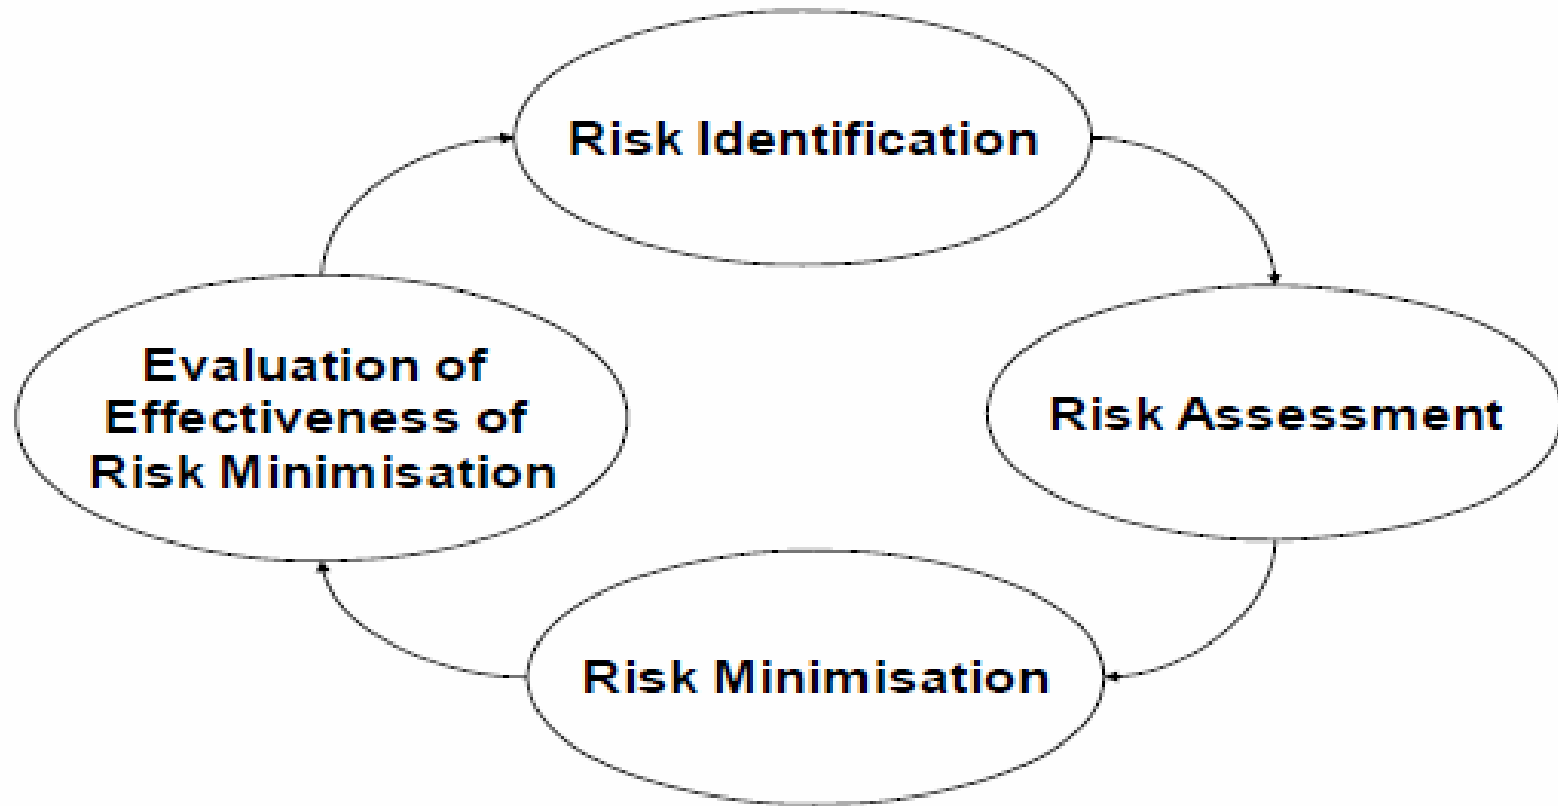 Risk Identification
Risk Assessment
Risk Minimisation
Evaluation of
Effectiveness of
Risk Minimisation